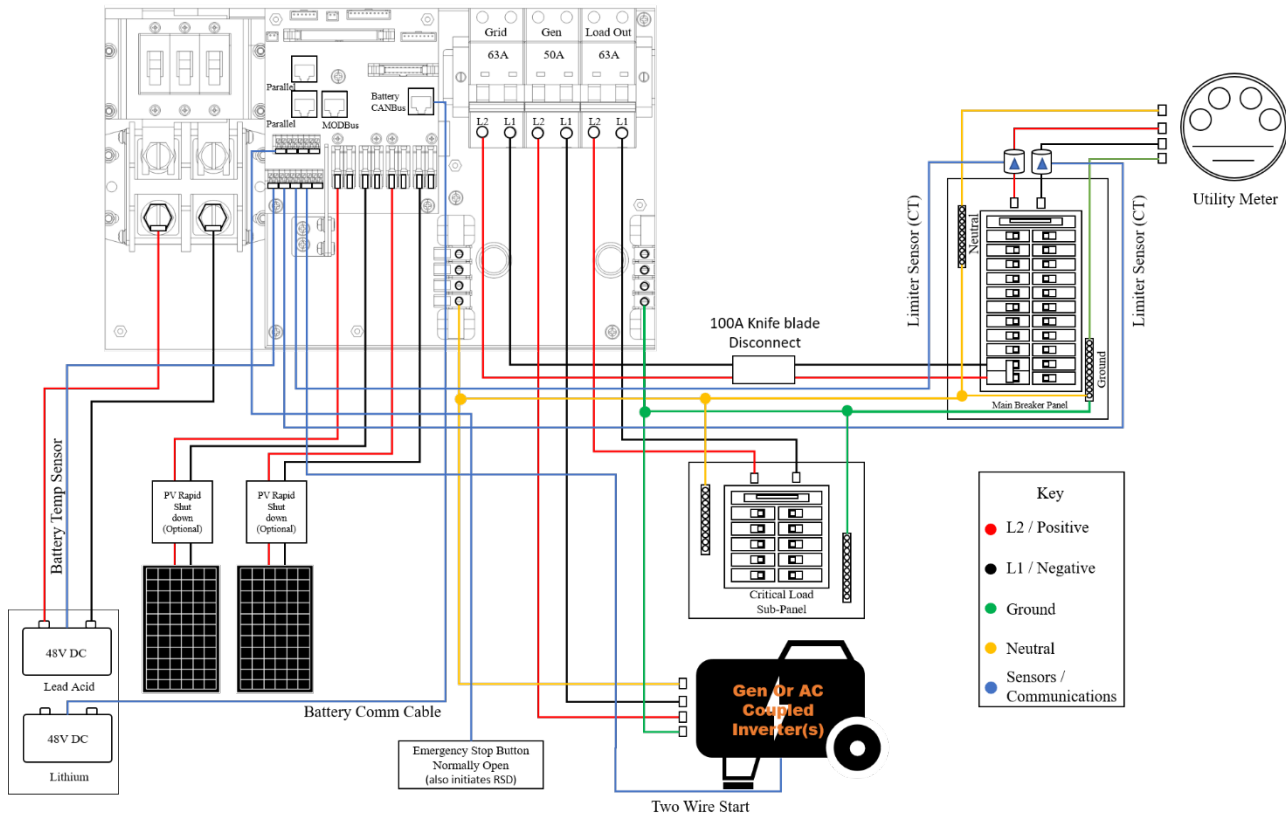 Grid
Gen
Load Out
63A
50A
63A
Parallel
Battery
CANBus
Parallel
MODBus
L2
L1
L2
L1
L2
L1
Utility Meter
Limiter Sensor (CT)
Neutral
Limiter Sensor (CT)
Ground
Main Breaker Panel
100A Knife blade
Disconnect
Battery Temp Sensor
PV Rapid
Shut
down
(Optional)
PV Rapid
Shut
down
(Optional)
Critical Load
Sub-Panel
Key
L2 / Positive
L1 / Negative
Ground
Neutral
Sensors /
Communications
48V DC
Lead Acid
48V DC
Lithium
Battery Comm Cable
Emergency Stop Button
Normally Open
(also initiates RSD)
Gen Or AC
Coupled
Inverter(s)
Two Wire Start